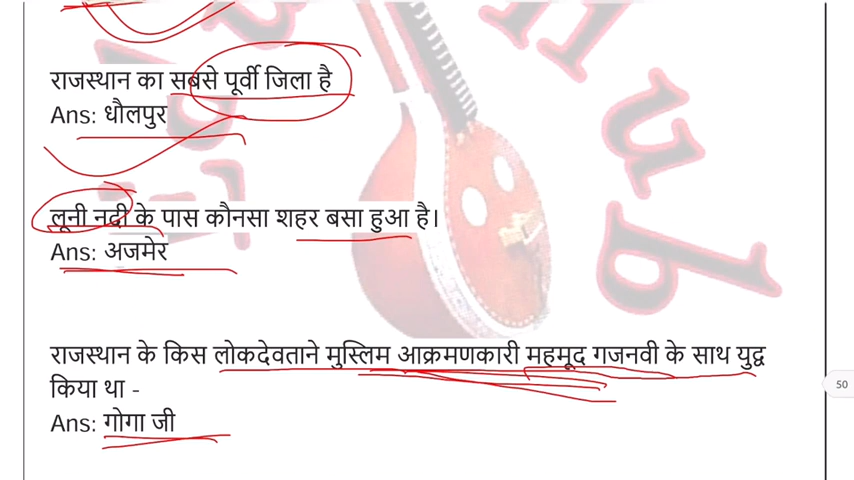 राजस्थान का सबसे पूर्वी जिला है
Ans: धौलपुर
लूनी नदी के पास कौनसा शहर बसा हुआ है।
Ans: अजमेर
राजस्थान के किस लोकदेवताने मुस्लिम आक्रमणकारी महमूद गजनवी के साथ युद्व
किया था -
Ans: गोगा जी
50